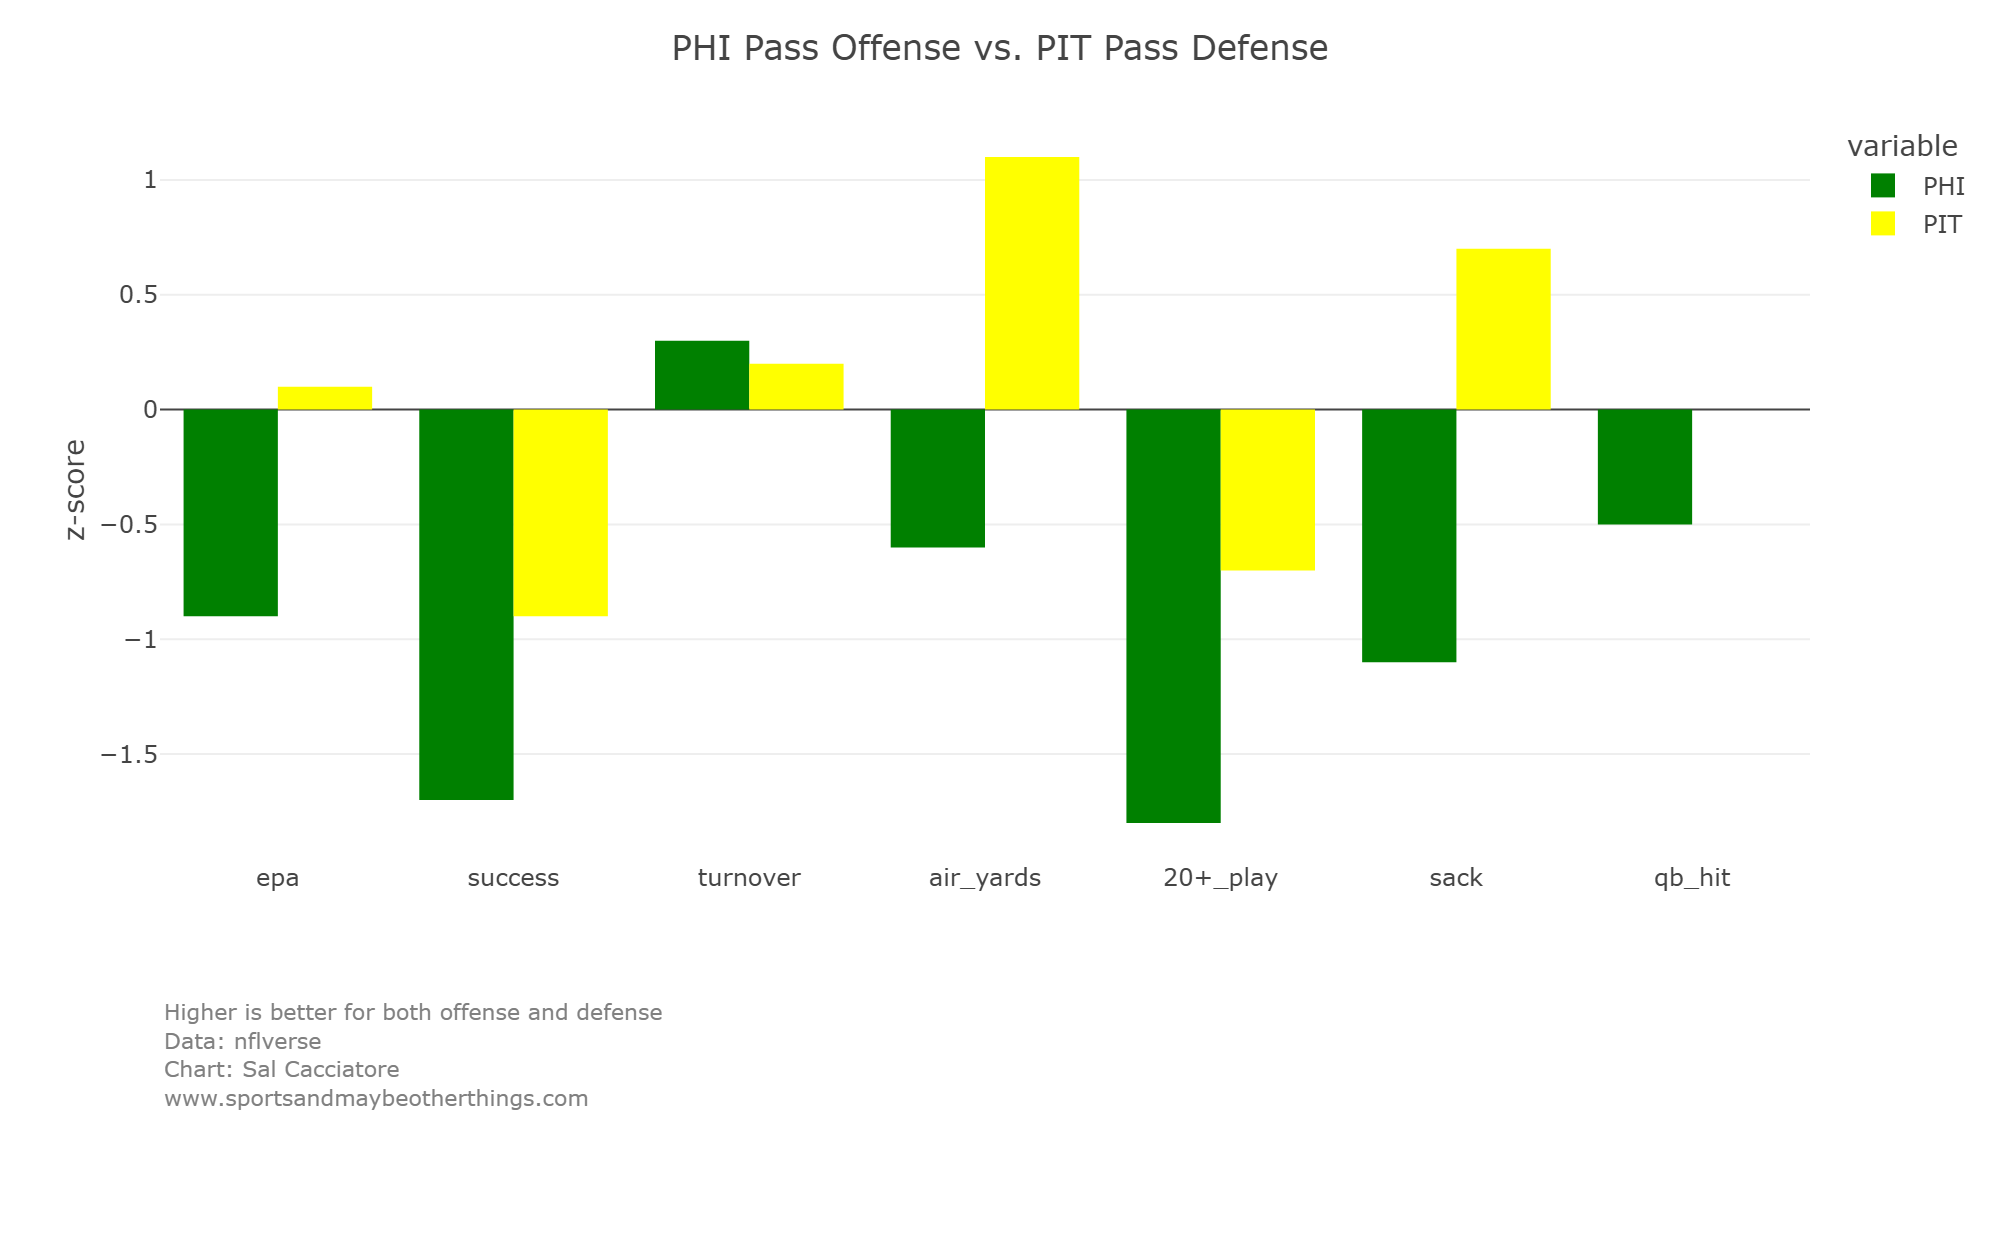 PHI Pass Offense vs. PIT Pass Defense
variable
PHI
PIT
1
0.5
0
−0.5
−1
−1.5
z-score
epa
success
turnover
air_yards
20+_play
sack
qb_hit
Higher is better for both offense and defense
Data: nflverse
Chart: Sal Cacciatore
www.sportsandmaybeotherthings.com